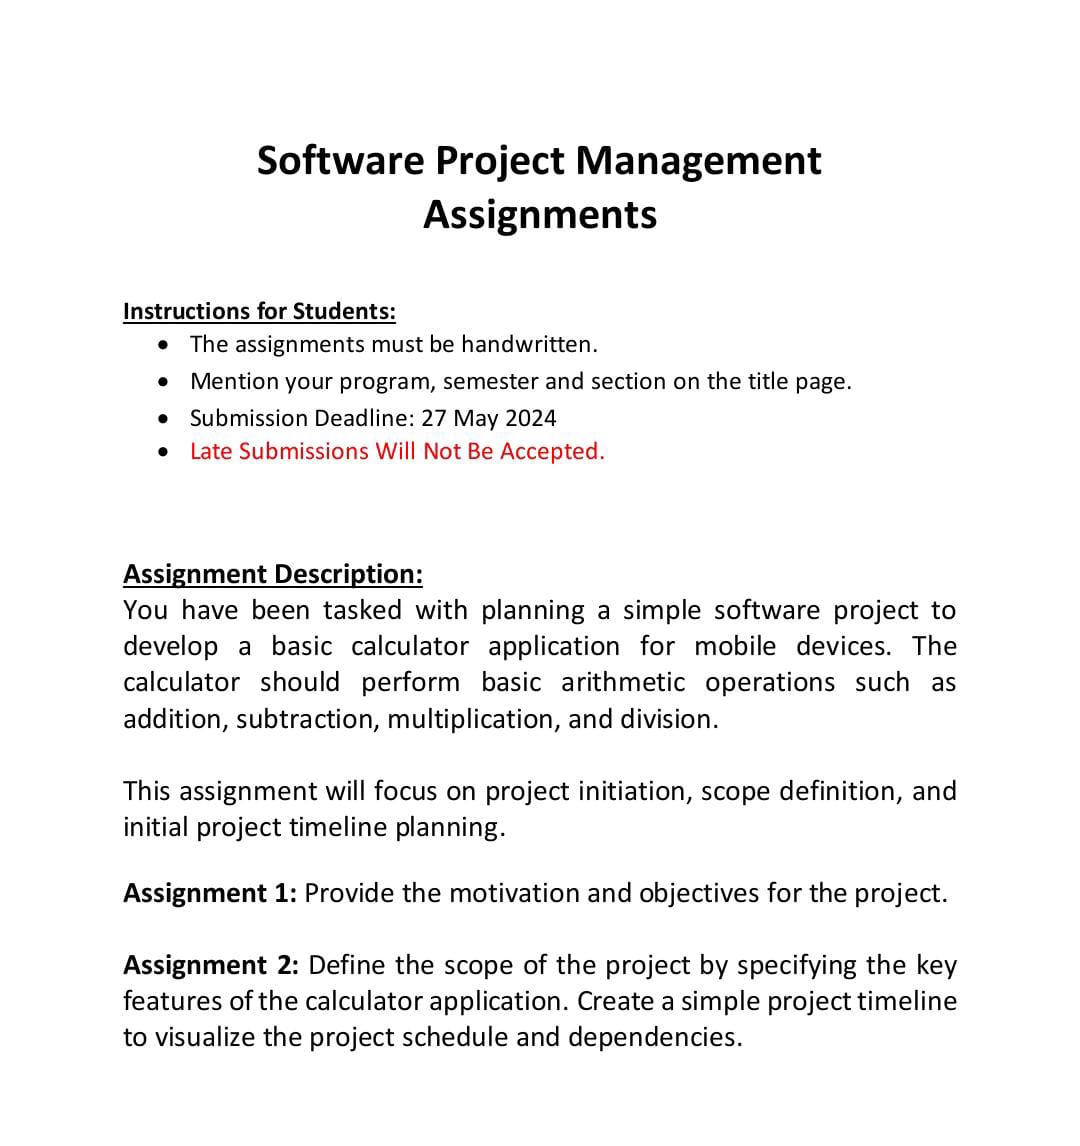 Software Project Management
Assignments
Instructions for Students:
• The assignments must be handwritten.
• Mention your program, semester and section on the title page.
• Submission Deadline: 27 May 2024
• Late Submissions Will Not Be Accepted.
Assignment Description:
You have been tasked with planning a simple software project to
develop a basic calculator application for mobile devices. The
calculator should perform basic arithmetic operations such as
addition, subtraction, multiplication, and division.
This assignment will focus on project initiation, scope definition, and
initial project timeline planning.
Assignment 1: Provide the motivation and objectives for the project.
Assignment 2: Define the scope of the project by specifying the key
features of the calculator application. Create a simple project timeline
to visualize the project schedule and dependencies.